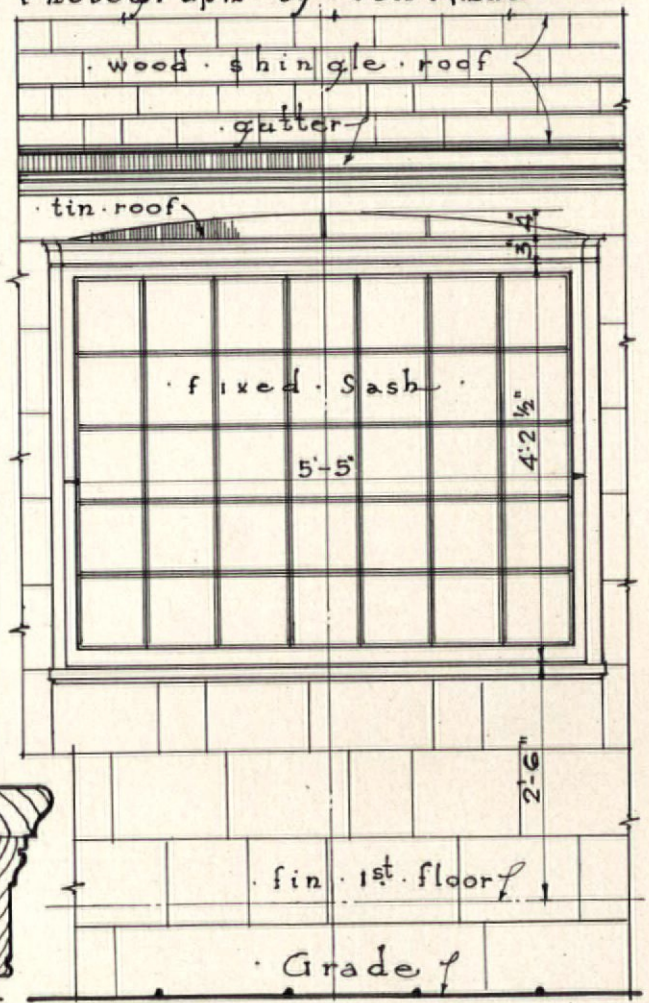 · wood · shingle · roof
· gutter
· tin · roof
4"
3"
· fixed · Sash ·
4'-2 1/2"
5'-5"
2'-6"
· fin · 1st · floor
· Grade